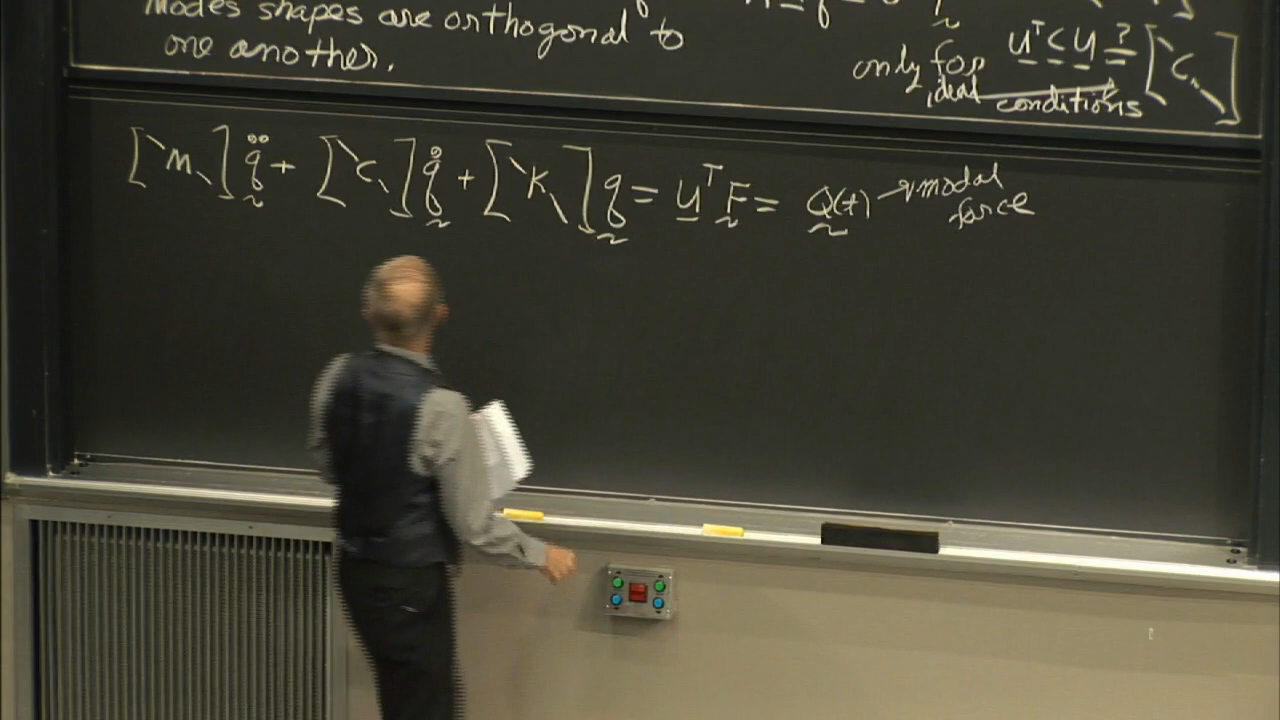 modes shapes are orthogonal to
one another.
only for
ideal conditions
U^T C U =? [C]
[M] q̈ + [C] q̇ + [K] q = U^T F = Q(t) → modal
force